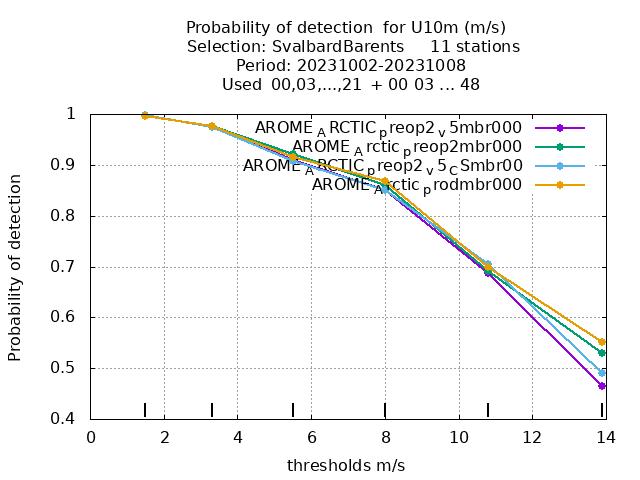 Probability of detection for U10m (m/s)
Selection: SvalbardBarents 11 stations
Period: 20231002-20231008
Used 00,03,...,21 + 00 03 ... 48
AROME_ARCTIC_preop2_v5mbr000
AROME_Arctic_preop2mbr000
AROME_ARCTIC_preop2_v5_CSmbr00
AROME_Arctic_prodmbr000
Probability of detection
1
0.9
0.8
0.7
0.6
0.5
0.4
0 2 4 6 8 10 12 14
thresholds m/s